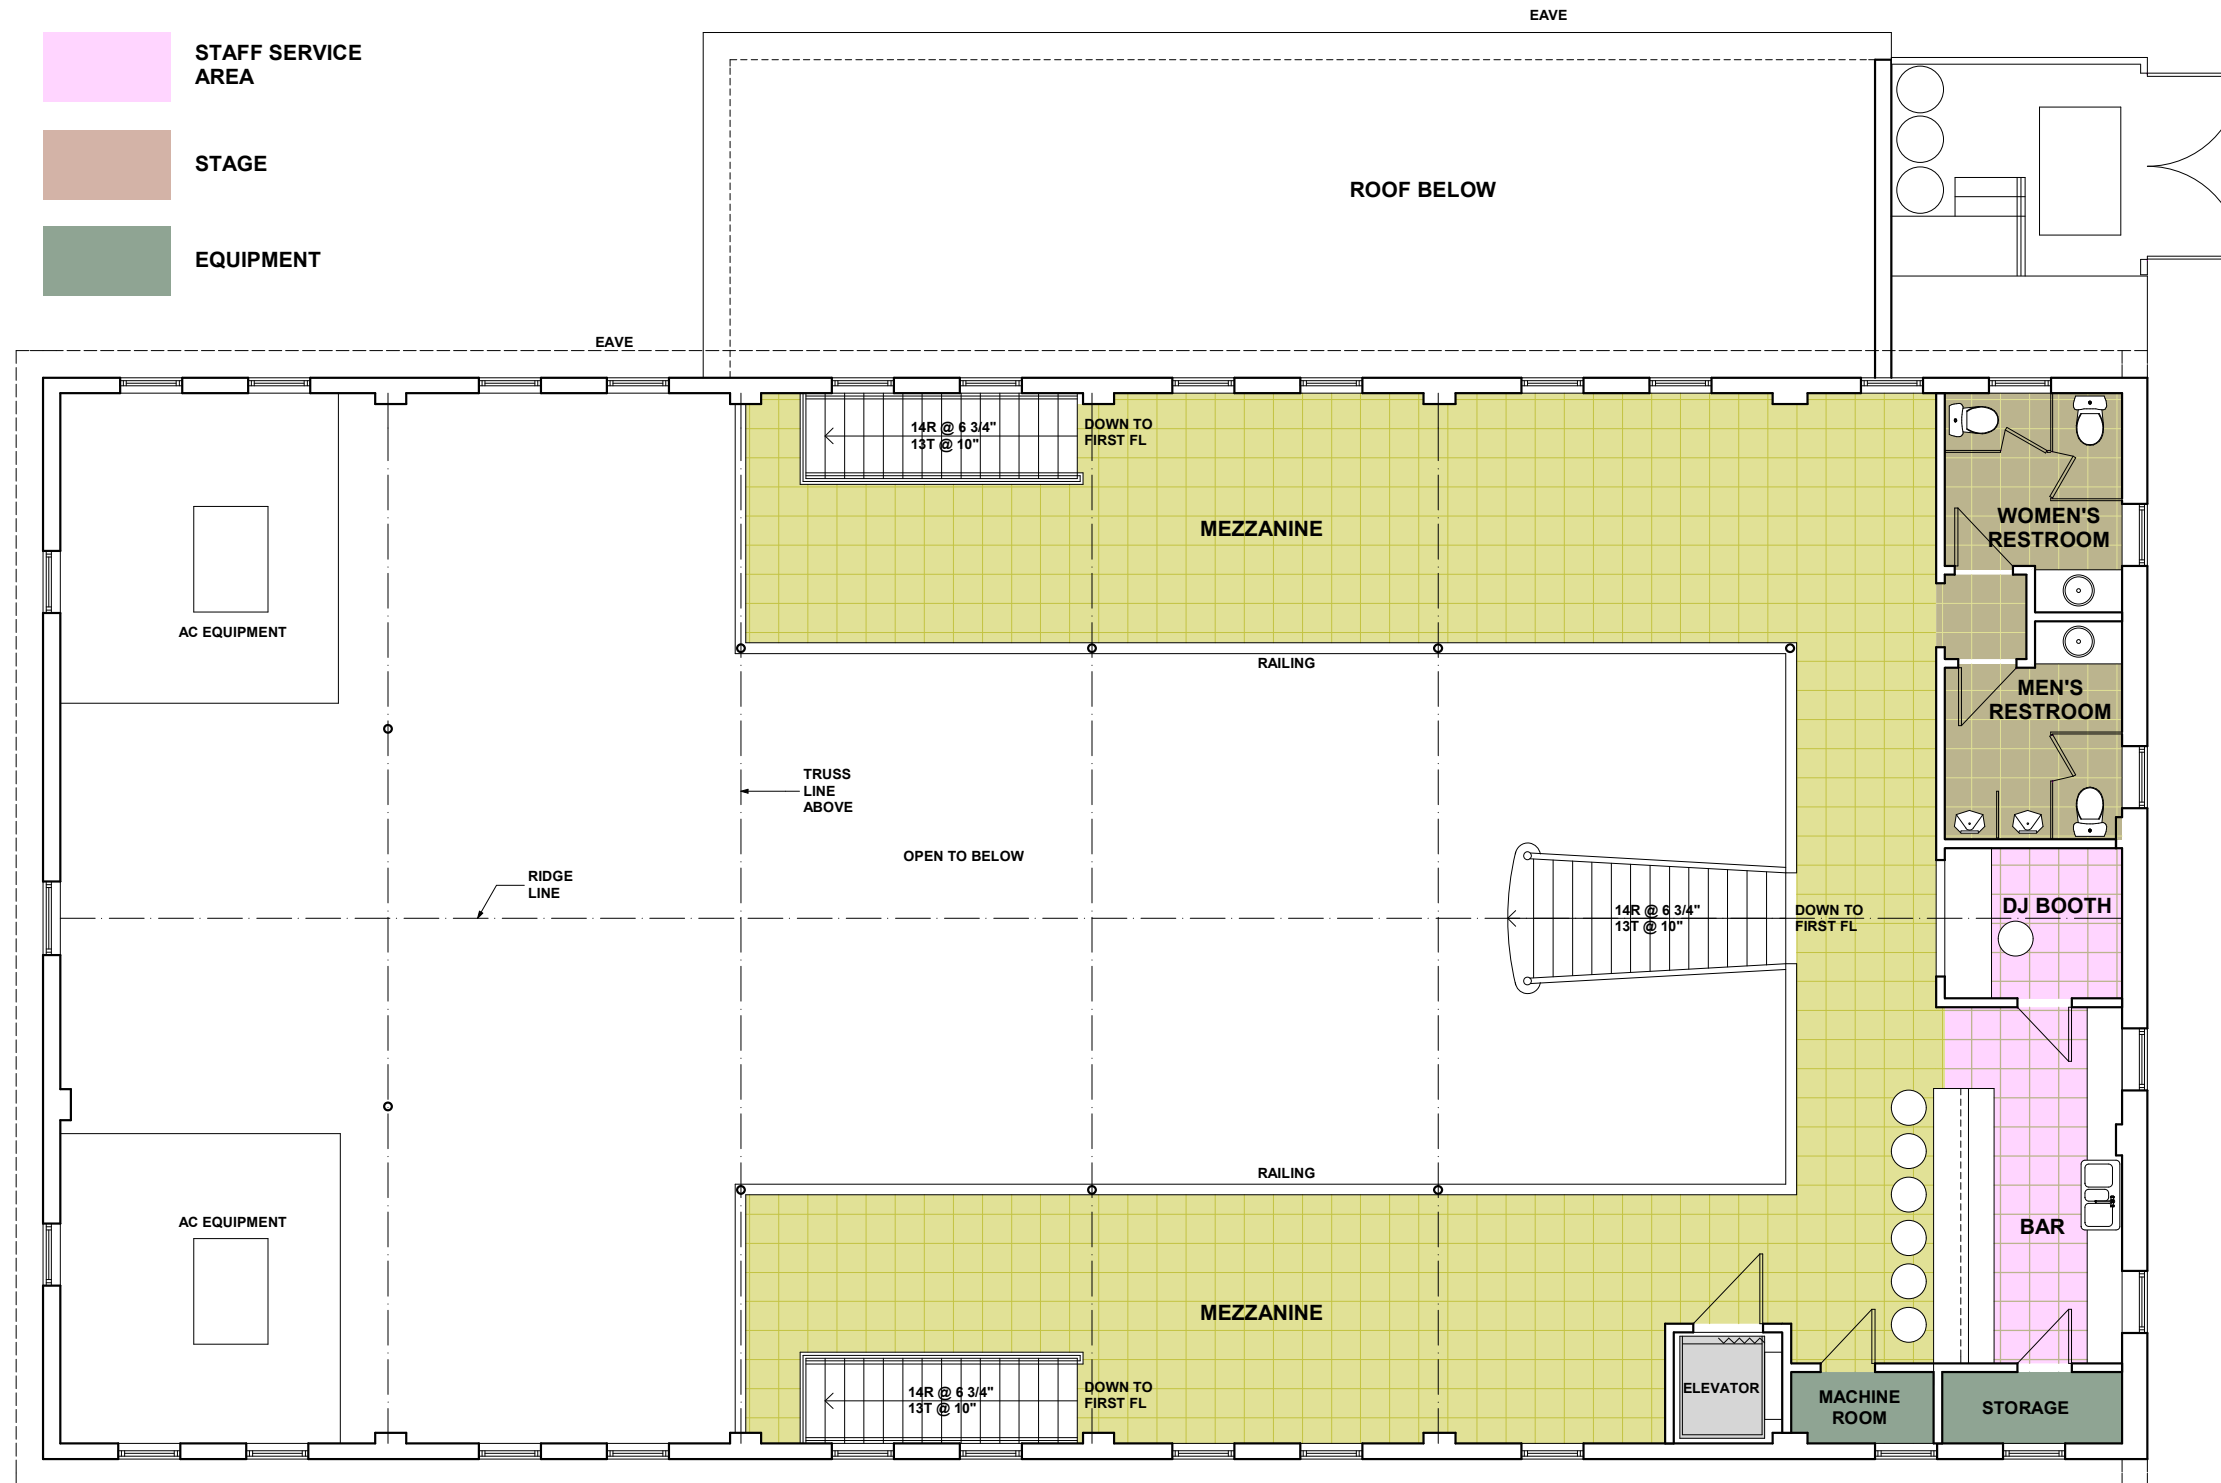 EAVE
STAFF SERVICE
AREA
STAGE
ROOF BELOW
EQUIPMENT
EAVE
14R @ 6 3/4"
13T @ 10"
DOWN TO
FIRST FL
MEZZANINE
WOMEN'S
RESTROOM
AC EQUIPMENT
RAILING
MEN'S
RESTROOM
TRUSS
LINE
ABOVE
OPEN TO BELOW
RIDGE
LINE
14R @ 6 3/4"
13T @ 10"
DOWN TO
FIRST FL
DJ BOOTH
RAILING
AC EQUIPMENT
BAR
MEZZANINE
14R @ 6 3/4"
13T @ 10"
DOWN TO
FIRST FL
ELEVATOR
MACHINE
ROOM
STORAGE